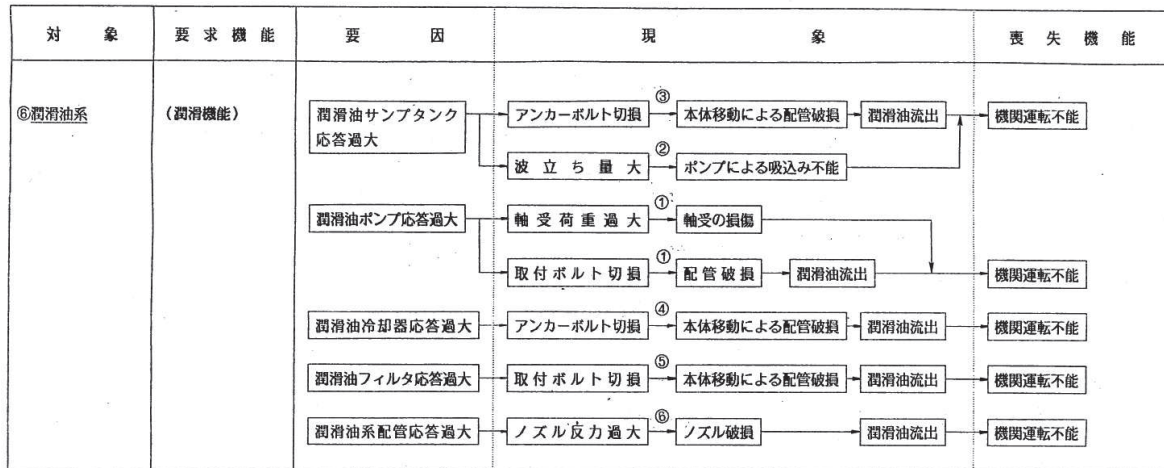 対象 要求機能 要因 現象 喪失機能
⑥潤滑油系 (潤滑機能)
潤滑油サンプタンク
応答過大
アンカーボルト切損 ③ 本体移動による配管破損 潤滑油流出 機関運転不能
波立ち量大 ② ポンプによる吸込み不能
潤滑油ポンプ応答過大 軸受荷重過大 ① 軸受の損傷
取付ボルト切損 ① 配管破損 潤滑油流出 機関運転不能
潤滑油冷却器応答過大 アンカーボルト切損 ④ 本体移動による配管破損 潤滑油流出 機関運転不能
潤滑油フィルタ応答過大 取付ボルト切損 ⑤ 本体移動による配管破損 潤滑油流出 機関運転不能
潤滑油系配管応答過大 ノズル反力過大 ⑥ ノズル破損 潤滑油流出 機関運転不能